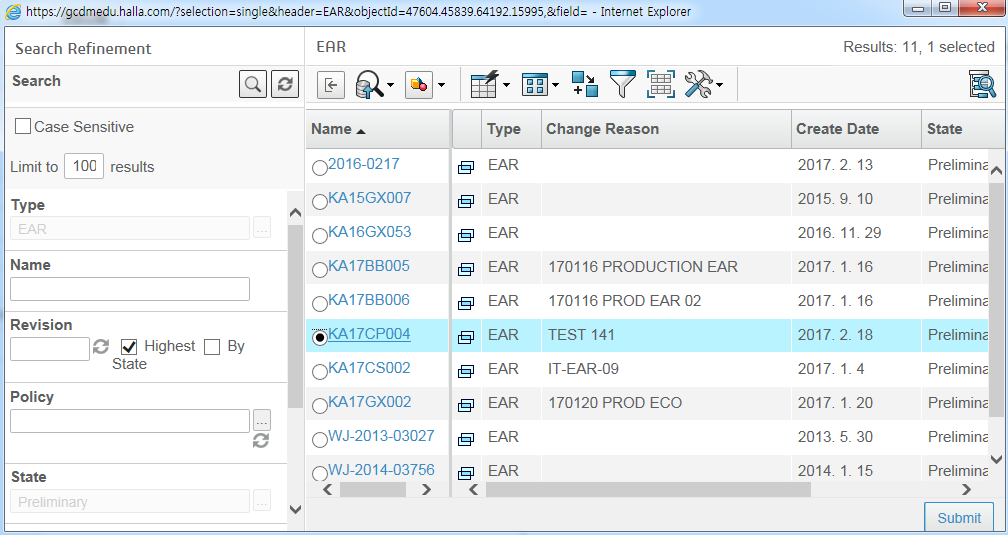 https://gcdmedu.halla.com/?selection=single&header=EAR&objectId=47604.45839.64192.15995,&field= - Internet Explorer
Search Refinement
Search
Case Sensitive
Limit to 100 results
Type
EAR
...
Name
Revision
Highest By
State
Policy
...
State
Preliminary
...
EAR
Results: 11, 1 selected
Name Type Change Reason Create Date State
2016-0217 EAR 2017. 2. 13 Prelimina
KA15GX007 EAR 2015. 9. 10 Prelimina
KA16GX053 EAR 2016. 11. 29 Prelimina
KA17BB005 EAR 170116 PRODUCTION EAR 2017. 1. 16 Prelimina
KA17BB006 EAR 170116 PROD EAR 02 2017. 1. 16 Prelimina
KA17CP004 EAR TEST 141 2017. 2. 18 Prelimina
KA17CS002 EAR IT-EAR-09 2017. 1. 4 Prelimina
KA17GX002 EAR 170120 PROD ECO 2017. 1. 20 Prelimina
WJ-2013-03027 EAR 2013. 5. 30 Prelimina
WJ-2014-03756 EAR 2014. 1. 15 Prelimina
Submit